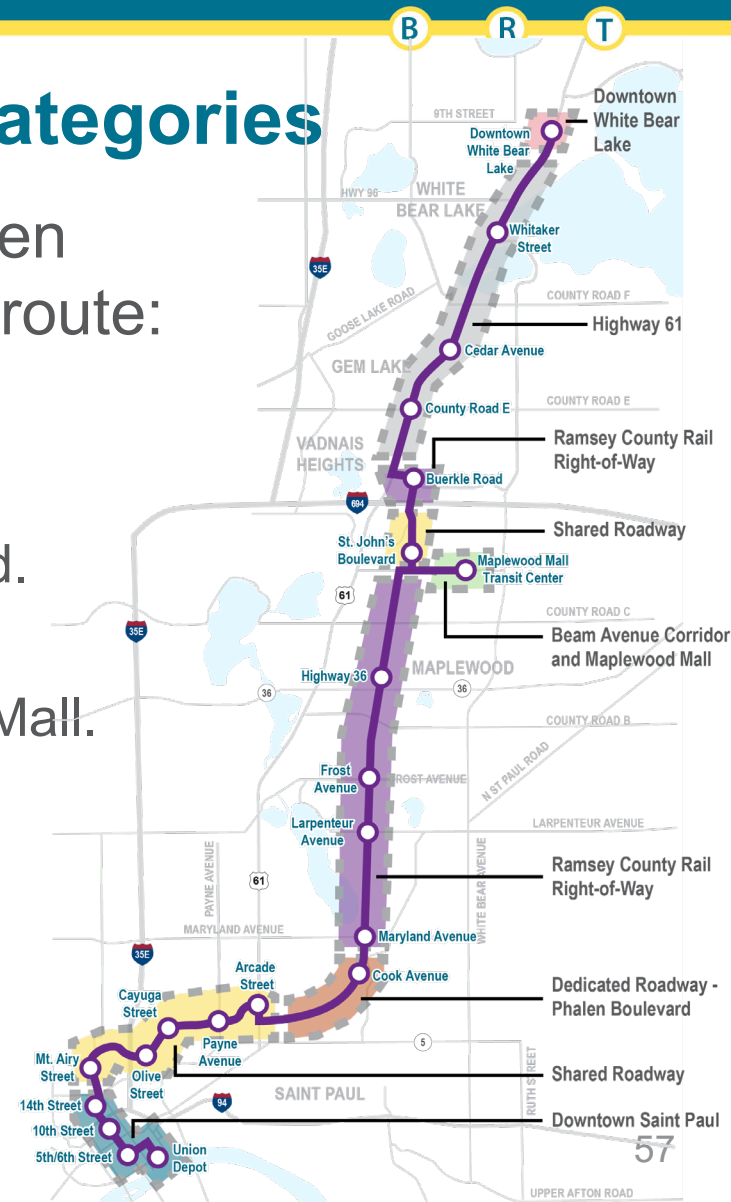 B R T
ategories
en
route:
d.
Mall.
9TH STREET
Downtown
White Bear
Lake
Downtown
White Bear
Lake
HWY 96
WHITE
BEAR LAKE
Whitaker
Street
35E
COUNTY ROAD F
GOOSE LAKE ROAD
Highway 61
Cedar Avenue
GEM LAKE
COUNTY ROAD E
County Road E
VADNAIS
HEIGHTS
Ramsey County Rail
Right-of-Way
Buerkle Road
694
Shared Roadway
St. John's
Boulevard
Maplewood Mall
Transit Center
61
COUNTY ROAD C
35E
Beam Avenue Corridor
and Maplewood Mall
MAPLEWOOD
Highway 36
36
36
COUNTY ROAD B
N ST PAUL ROAD
Frost
Avenue
ROST AVENUE
LARPENTEUR AVENUE
Larpenteur
Avenue
PAYNE AVENUE
61
WHITE BEAR AVENUE
Ramsey County Rail
Right-of-Way
MARYLAND AVENUE
Maryland Avenue
35E
Arcade
Street
Cook Avenue
Cayuga
Street
Dedicated Roadway -
Phalen Boulevard
Payne
Avenue
5
Mt. Airy
Street
Olive
Street
RUTH STREET
Shared Roadway
SAINT PAUL
94
14th Street
10th Street
Downtown Saint Paul
5th/6th Street
Union
Depot
57
UPPER AFTON ROAD